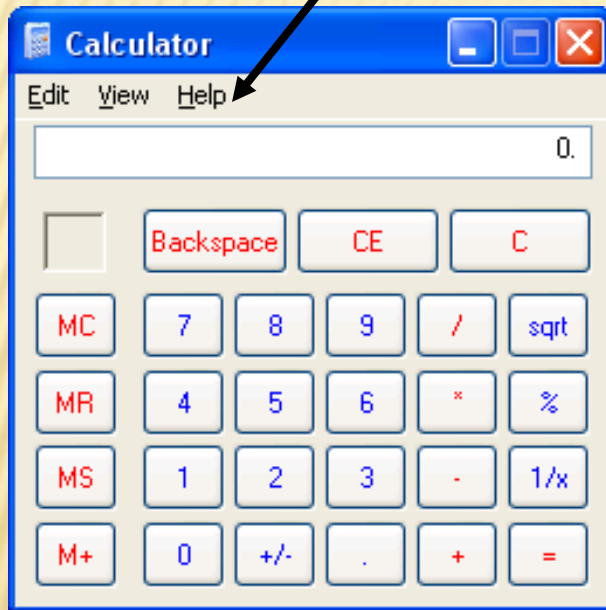 Calculator
Edit View Help
0.
Backspace CE C
MC 7 8 9 / sqrt
MR 4 5 6 * %
MS 1 2 3 - 1/x
M+ 0 +/- . + =